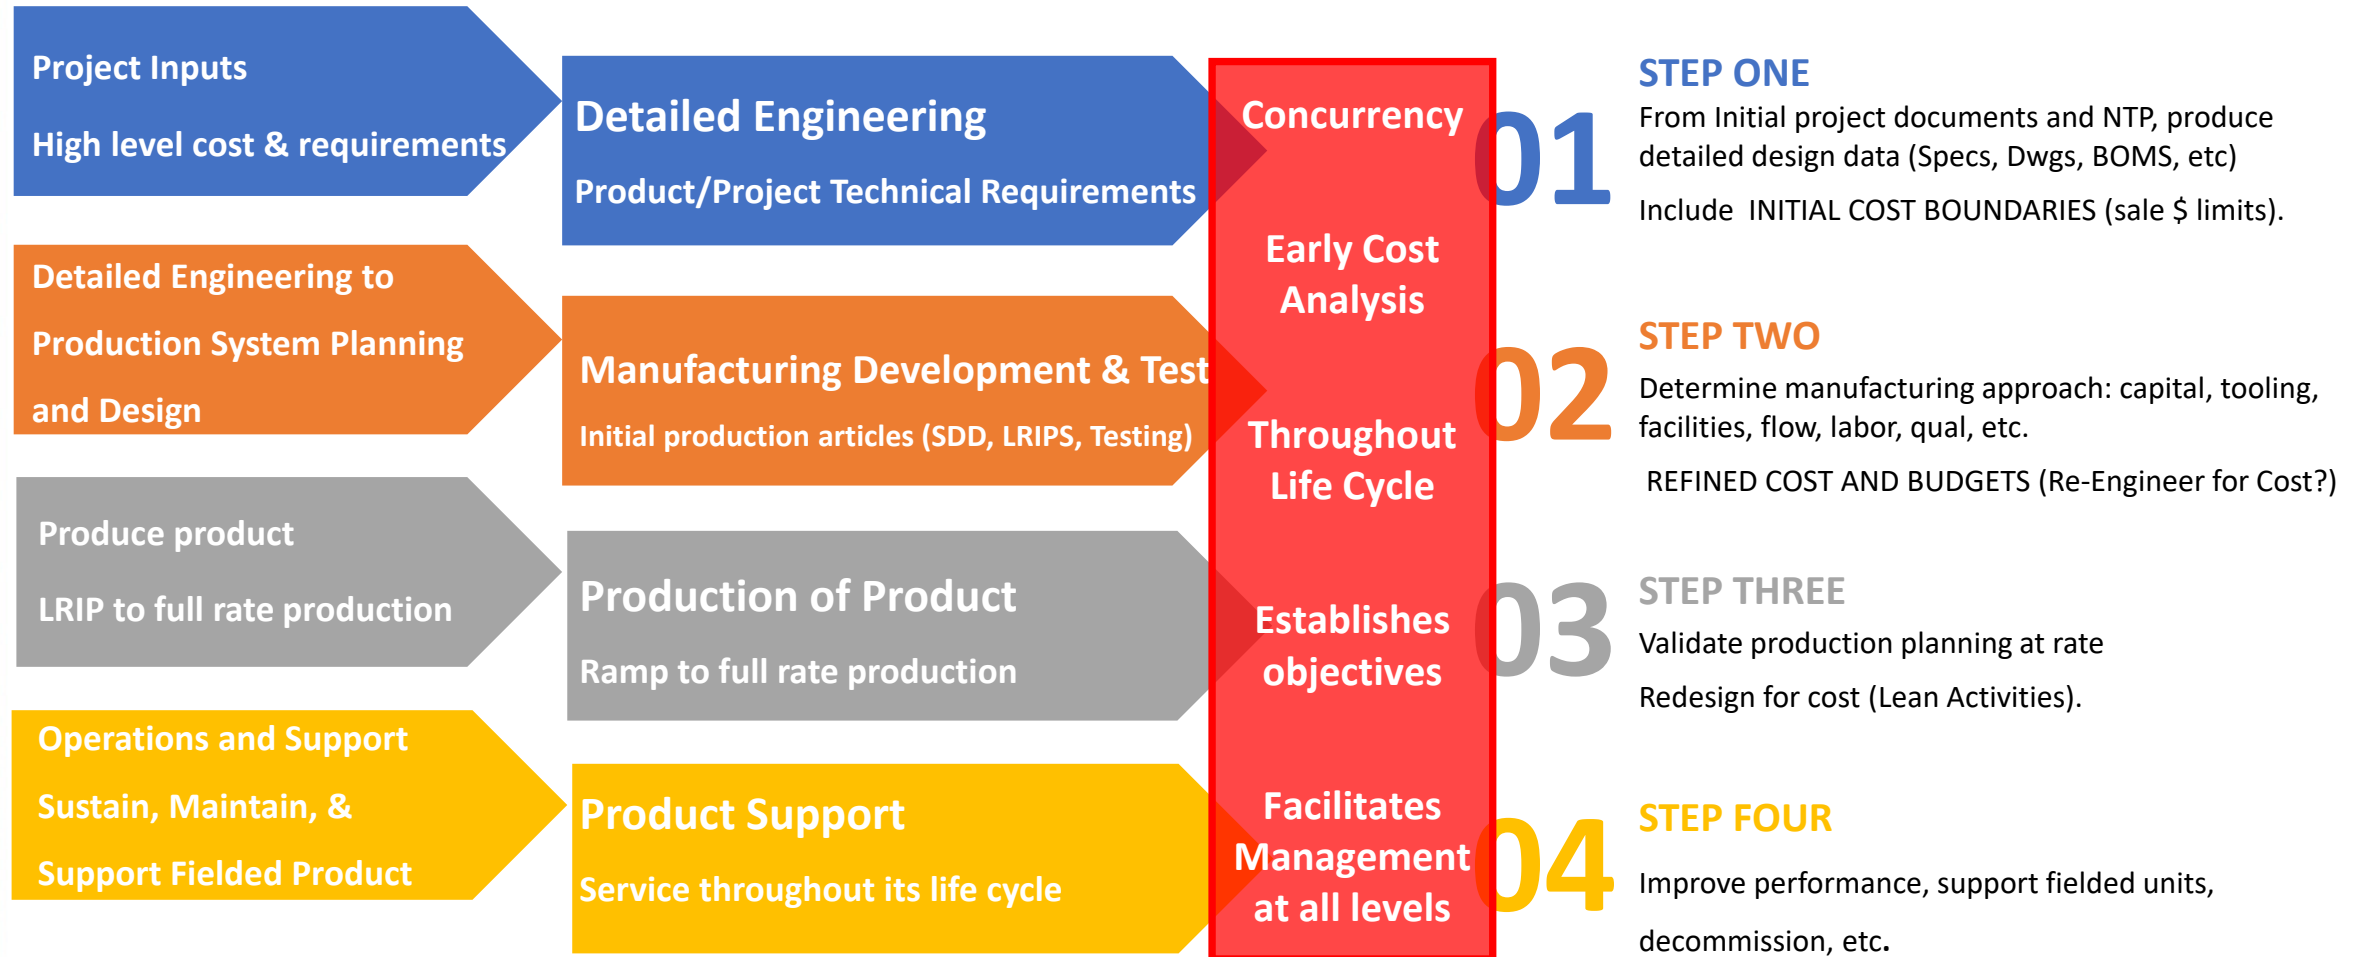 Project Inputs
High level cost & requirements
Detailed Engineering
Product/Project Technical Requirements
Detailed Engineering to
Production System Planning
and Design
Manufacturing Development & Test
Initial production articles (SDD, LRIPS, Testing)
Produce product
LRIP to full rate production
Production of Product
Ramp to full rate production
Operations and Support
Sustain, Maintain, &
Support Fielded Product
Product Support
Service throughout its life cycle
Concurrency
Early Cost
Analysis
Throughout
Life Cycle
Establishes
objectives
Facilitates
Management
at all levels
01
STEP ONE
From Initial project documents and NTP, produce
detailed design data (Specs, Dwgs, BOMS, etc)
Include INITIAL COST BOUNDARIES (sale $ limits).
02
STEP TWO
Determine manufacturing approach: capital, tooling,
facilities, flow, labor, qual, etc.
REFINED COST AND BUDGETS (Re-Engineer for Cost?)
03
STEP THREE
Validate production planning at rate
Redesign for cost (Lean Activities).
04
STEP FOUR
Improve performance, support fielded units,
decommission, etc.